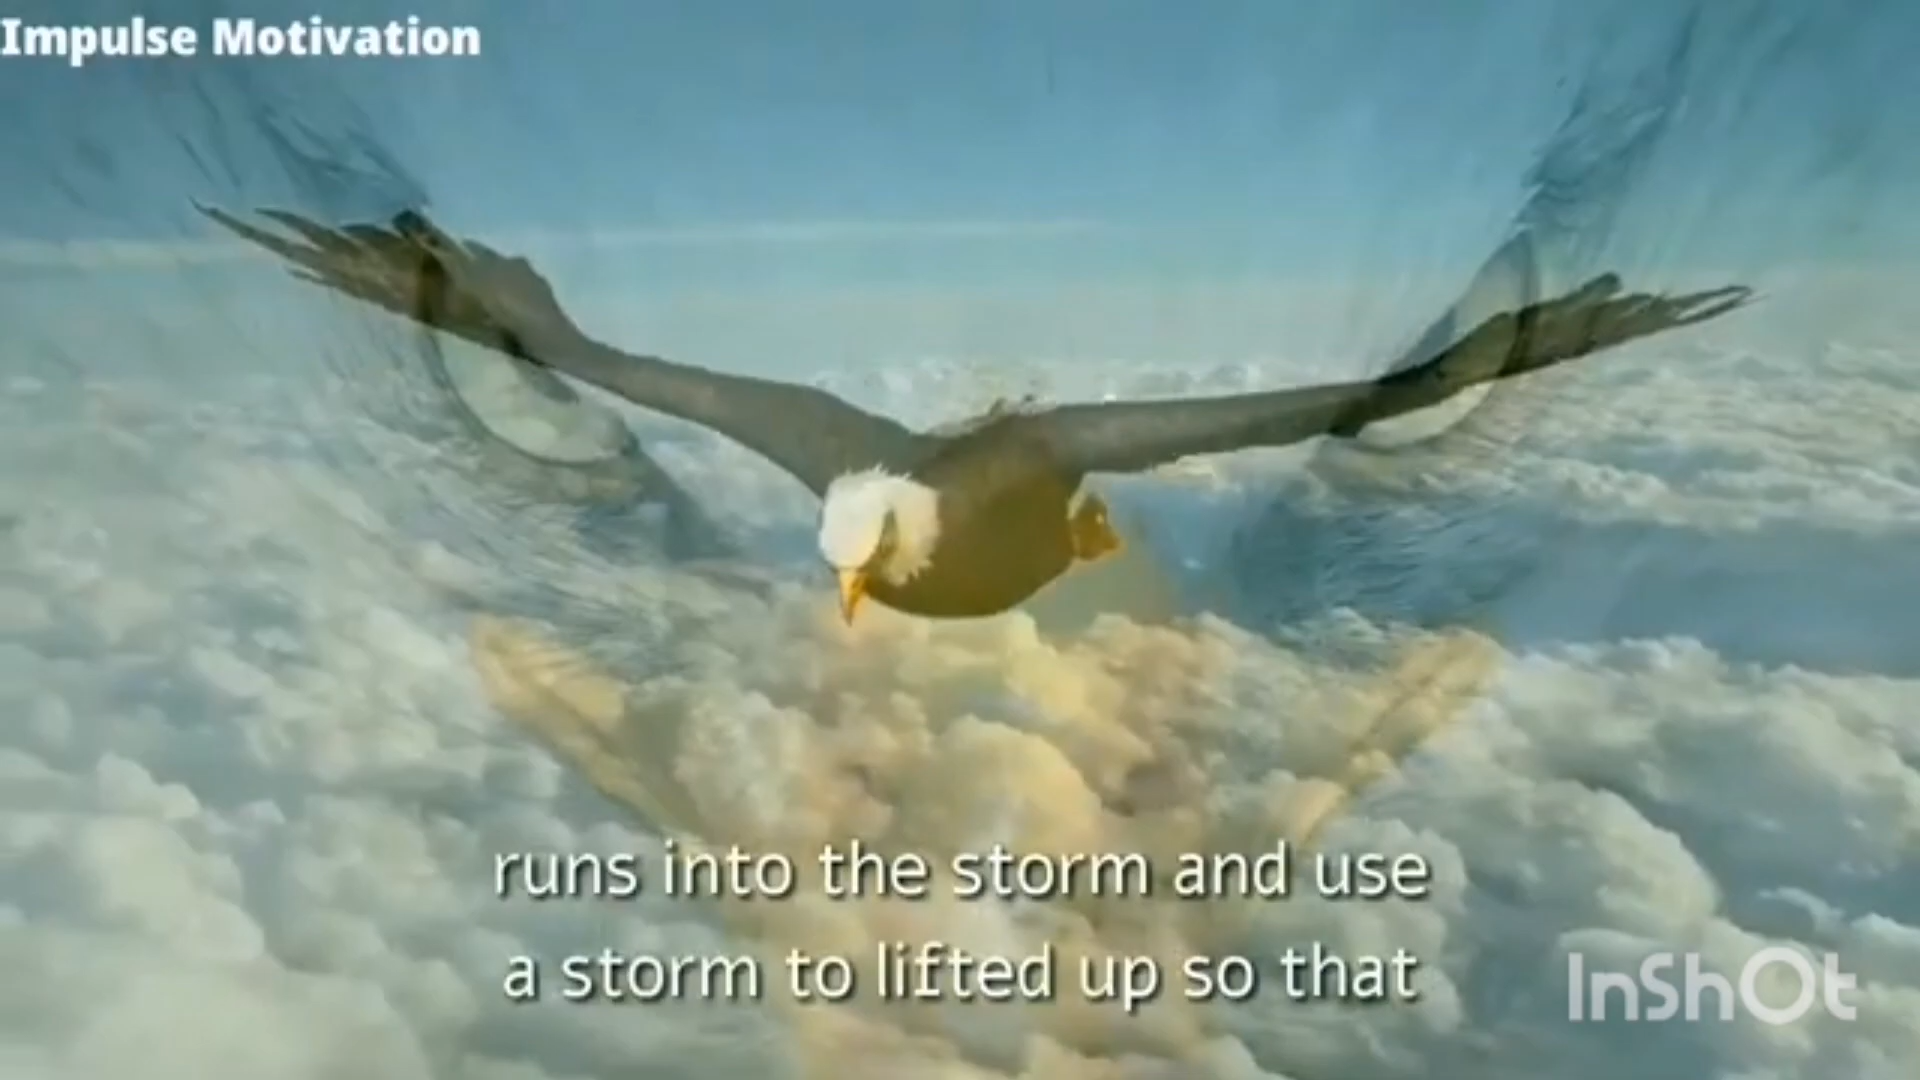 Impulse Motivation
runs into the storm and use
a storm to lifted up so that
InShOt